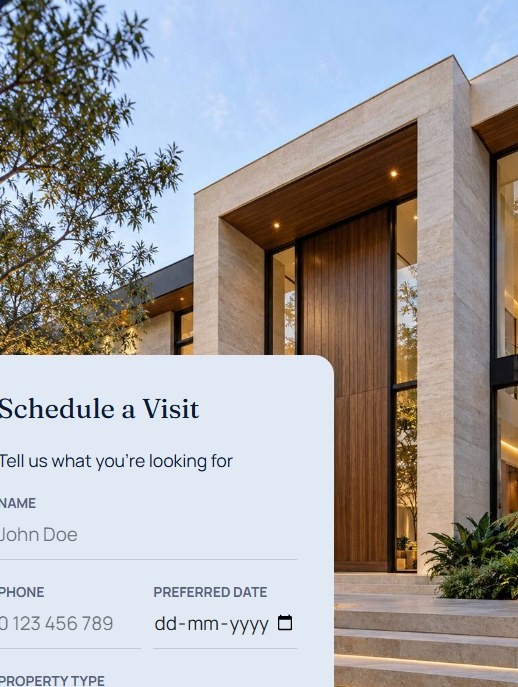 Schedule a Visit
Tell us what you're looking for
NAME
John Doe
PHONE PREFERRED DATE
0 123 456 789 dd-mm-yyyy
PROPERTY TYPE